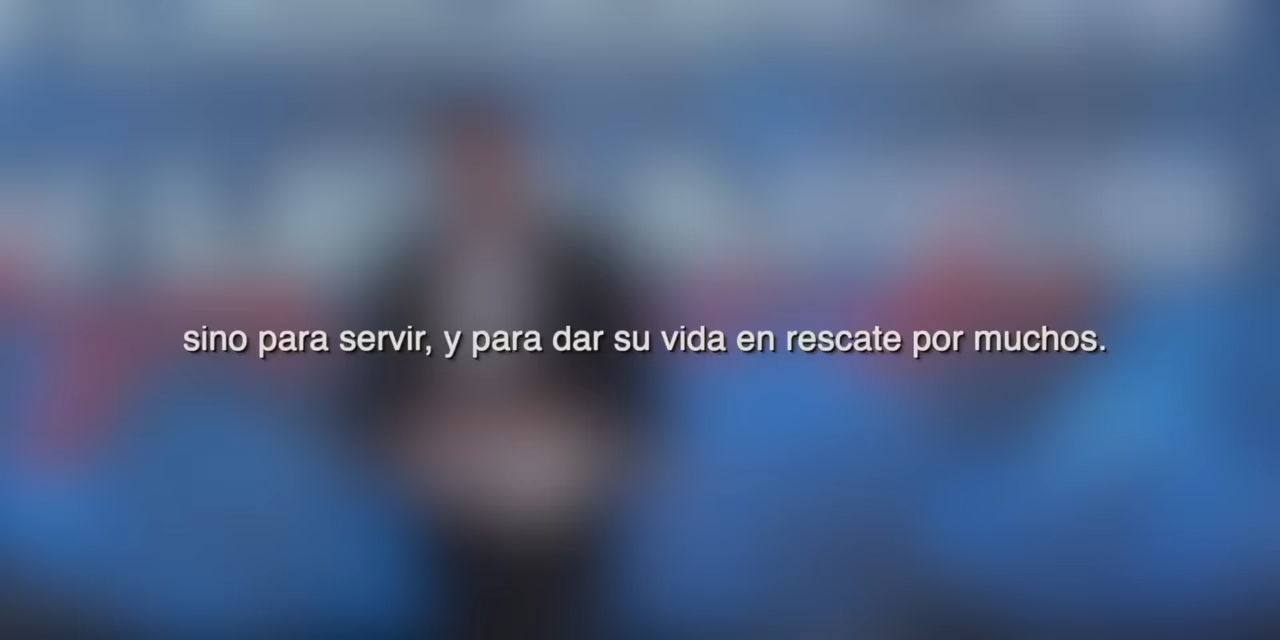 sino para servir, y para dar su vida en rescate por muchos.